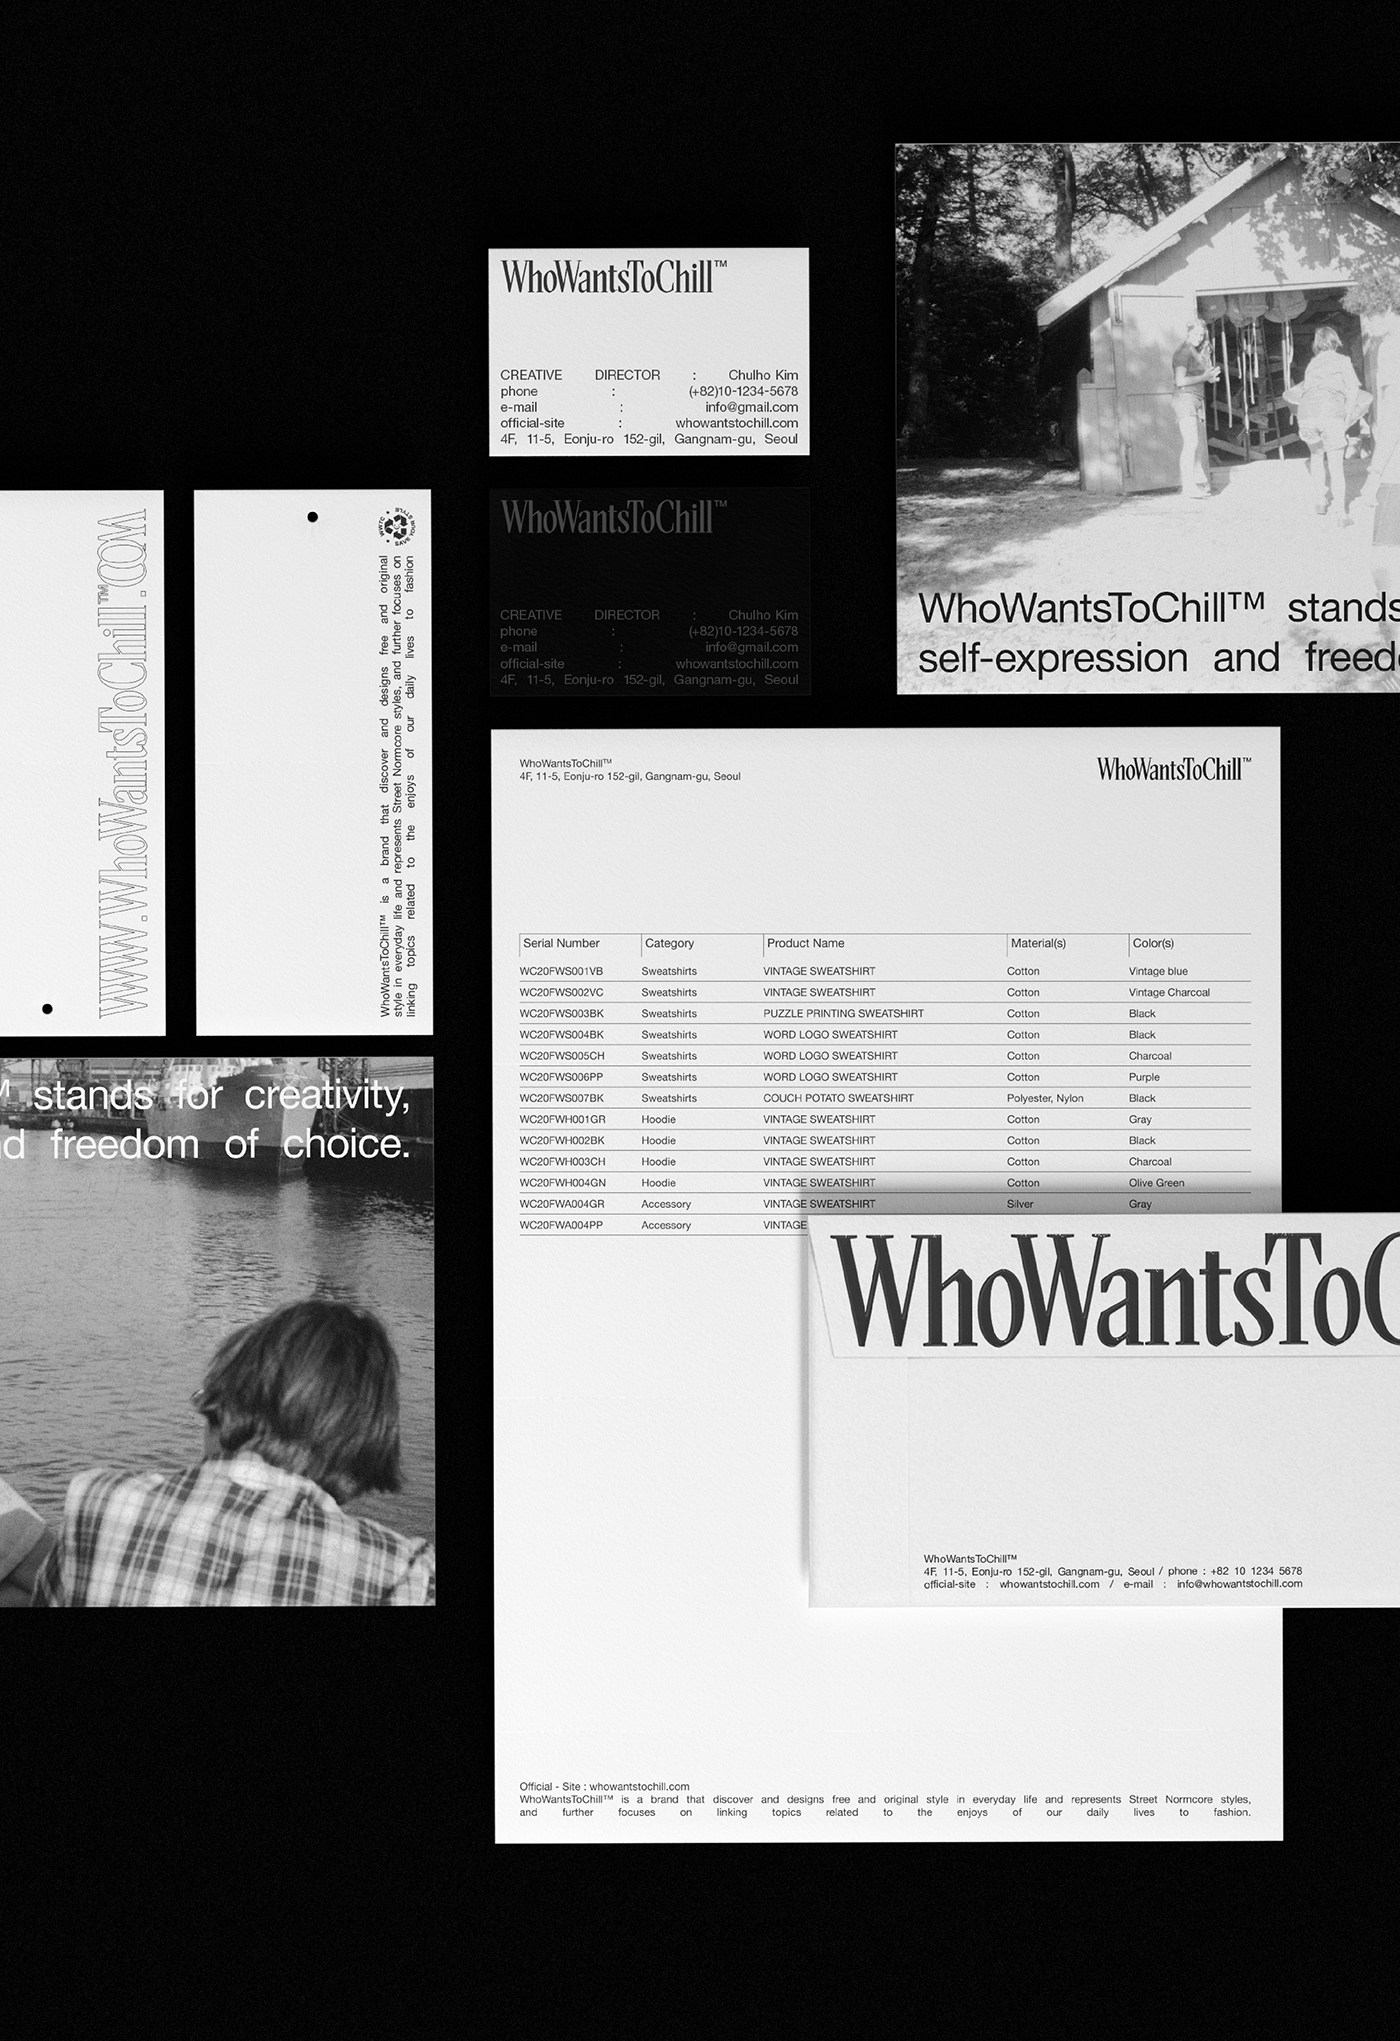 WhoWantsToChill™
CREATIVE DIRECTOR : Chulho Kim
phone : (+82)10-1234-5678
e-mail : info@gmail.com
official-site : whowantstochill.com
4F, 11-5, Eonju-ro 152-gil, Gangnam-gu, Seoul
WhoWantsToChill™
CREATIVE DIRECTOR : Chulho Kim
phone : (+82)10-1234-5678
e-mail : info@gmail.com
official-site : whowantstochill.com
4F, 11-5, Eonju-ro 152-gil, Gangnam-gu, Seoul
WhoWantsToChill™ stands
self-expression and
www.WhoWantsToChill™.COM
WWTC • SAVE YOUR STYLE •
WhoWantsToChill™ is a brand that discover and designs free and original
style in everyday life and represents Street Normcore styles, and further focuses on
linking topics related to the enjoys of our daily lives to fashion
stands for creativity,
freedom of choice.
WhoWantsToChill™
4F, 11-5, Eonju-ro 152-gil, Gangnam-gu, Seoul
WhoWantsToChill™
Serial Number Category Product Name Material(s) Color(s)
WC20FWS001VB Sweatshirts VINTAGE SWEATSHIRT Cotton Vintage blue
WC20FWS002VC Sweatshirts VINTAGE SWEATSHIRT Cotton Vintage Charcoal
WC20FWS003BK Sweatshirts PUZZLE PRINTING SWEATSHIRT Cotton Black
WC20FWS004BK Sweatshirts WORD LOGO SWEATSHIRT Cotton Black
WC20FWS005CH Sweatshirts WORD LOGO SWEATSHIRT Cotton Charcoal
WC20FWS006PP Sweatshirts WORD LOGO SWEATSHIRT Cotton Purple
WC20FWS007BK Sweatshirts COUCH POTATO SWEATSHIRT Polyester, Nylon Black
WC20FWH001GR Hoodie VINTAGE SWEATSHIRT Cotton Gray
WC20FWH002BK Hoodie VINTAGE SWEATSHIRT Cotton Black
WC20FWH003CH Hoodie VINTAGE SWEATSHIRT Cotton Charcoal
WC20FWH004GN Hoodie VINTAGE SWEATSHIRT Cotton Olive Green
WC20FWA004GR Accessory VINTAGE SWEATSHIRT Silver Gray
WC20FWA004PP Accessory VINTAGE
WhoWantsToC
WhoWantsToChill™
4F, 11-5, Eonju-ro 152-gil, Gangnam-gu, Seoul / phone : +82 10 1234 5678
official-site : whowantstochill.com / e-mail : info@whowantstochill.com
Official - Site : whowantstochill.com
WhoWantsToChill™ is a brand that discover and designs free and original style in everyday life and represents Street Normcore styles,
and further focuses on linking topics related to the enjoys of our daily lives to fashion.